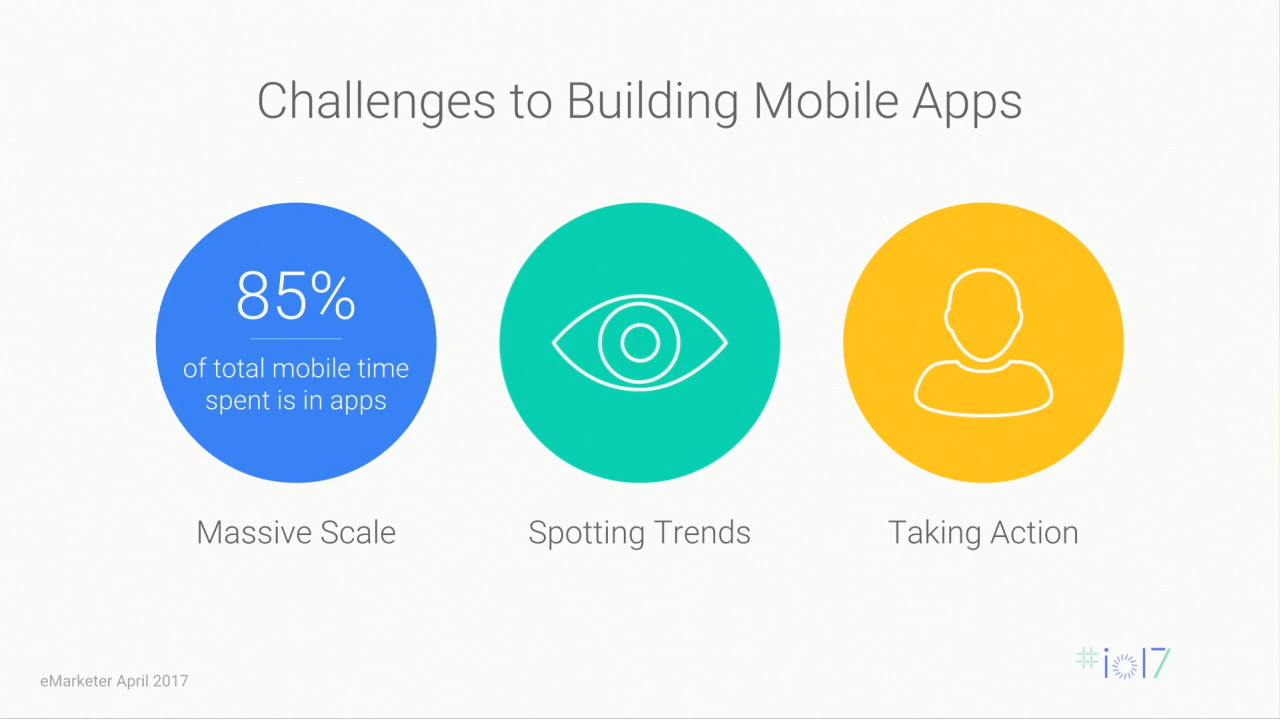 Challenges to Building Mobile Apps
85%
of total mobile time
spent is in apps
Massive Scale
Spotting Trends
Taking Action
eMarketer April 2017
#io17